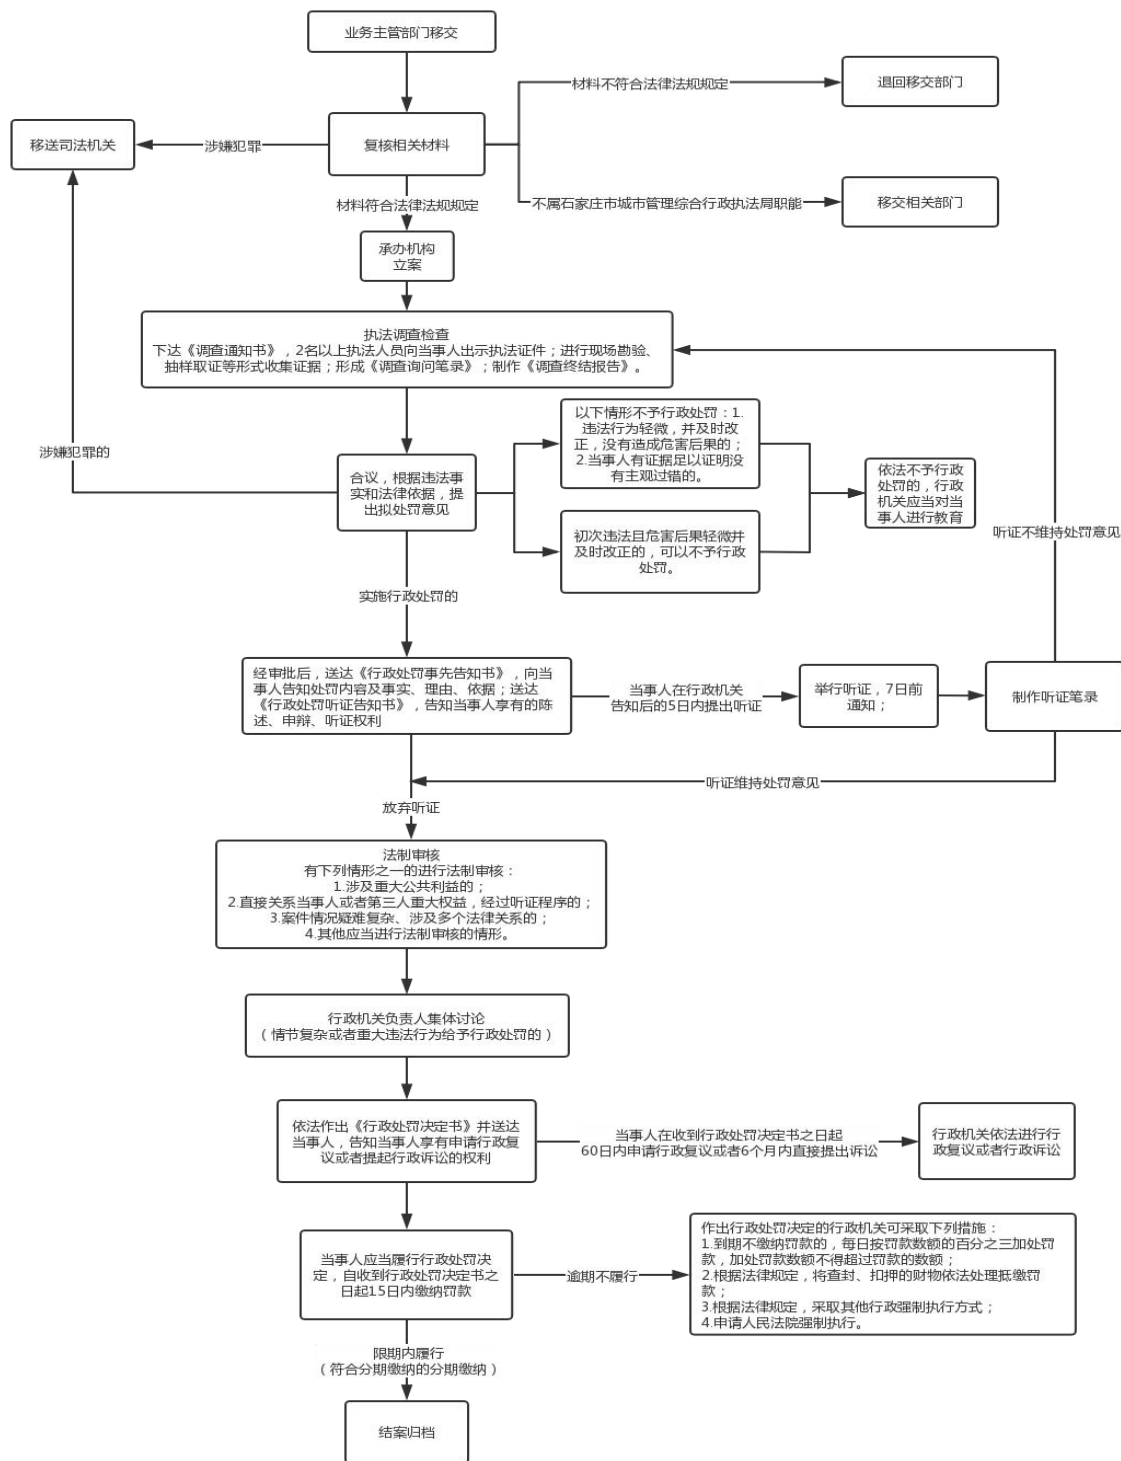 业务主管部门移交
材料不符合法律法规规定
退回移交部门
移送司法机关
涉嫌犯罪
复核相关材料
不属石家庄市城市管理综合行政执法局职能
移交相关部门
材料符合法律法规规定
承办机构
立案
执法调查检查
下达《调查通知书》，2名以上执法人员向当事人出示执法证件；进行现场勘验、
抽样取证等形式收集证据；形成《调查询问笔录》；制作《调查终结报告》。
以下情形不予行政处罚：1.
违法行为轻微，并及时改
正，没有造成危害后果的；
2.当事人有证据足以证明没
有主观过错的。
涉嫌犯罪的
合议，根据违法事
实和法律依据，提
出拟处罚意见
依法不予行政
处罚的，行政
机关应当对当
事人进行教育
初次违法且危害后果轻微并
及时改正的，可以不予行政
处罚。
听证不维持处罚意见
实施行政处罚的
经审批后，送达《行政处罚事先告知书》，向当
事人告知处罚内容及事实、理由、依据；送达
《行政处罚听证告知书》，告知当事人享有的陈
述、申辩、听证权利
当事人在行政机关
告知后的5日内提出听证
举行听证，7日前
通知；
制作听证笔录
听证维持处罚意见
放弃听证
法制审核
有下列情形之一的进行法制审核：
1.涉及重大公共利益的；
2.直接关系当事人或者第三人重大权益，经过听证程序的；
3.案件情况疑难复杂、涉及多个法律关系的；
4.其他应当进行法制审核的情形。
行政机关负责人集体讨论
（情节复杂或者重大违法行为给予行政处罚的）
依法作出《行政处罚决定书》并送达
当事人，告知当事人享有申请行政复
议或者提起行政诉讼的权利
当事人在收到行政处罚决定书之日起
60日内申请行政复议或者6个月内直接提出诉讼
行政机关依法进行行
政复议或者行政诉讼
当事人应当履行行政处罚决
定，自收到行政处罚决定书之
日起15日内缴纳罚款
逾期不履行
作出行政处罚决定的行政机关可采取下列措施：
1.到期不缴纳罚款的，每日按罚款数额的百分之三加处罚
款，加处罚款数额不得超过罚款的数额；
2.根据法律规定，将查封、扣押的财物依法处理抵缴罚
款；
3.根据法律规定，采取其他行政强制执行方式；
4.申请人民法院强制执行。
限期内履行
（符合分期缴纳的分期缴纳）
结案归档